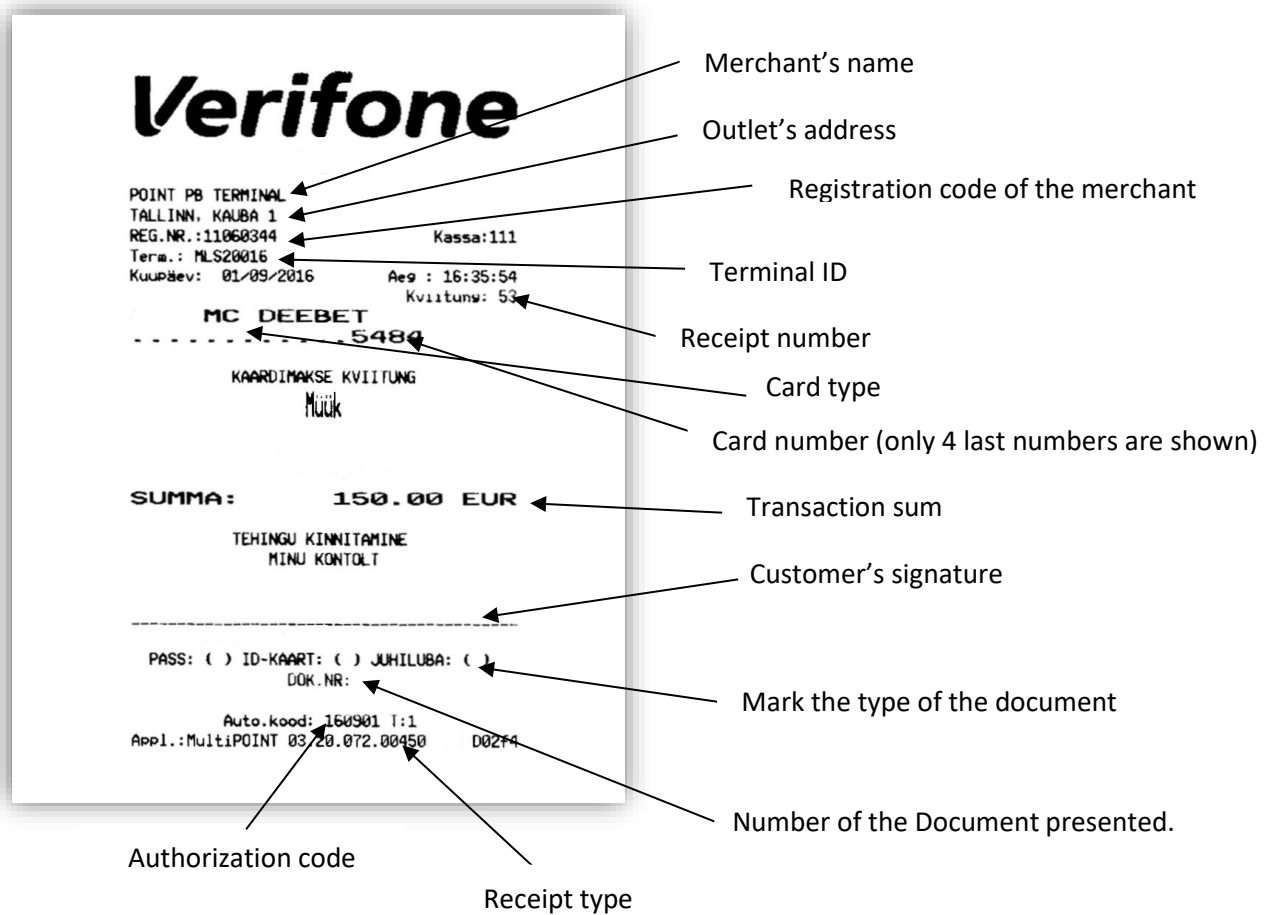 Verifone
POINT PB TERMINAL
TALLINN, KAUBA 1
REG.NR.:11060344 Kassa:111
Term.: MLS20016
Kuupäev: 01/09/2016 Aeg : 16:35:54
Kviitung: 53
MC DEEBET
............5484
KAARDIMAKSE KVIITUNG
Müük
SUMMA: 150.00 EUR
TEHINGU KINNITAMINE
MINU KONTOLT
PASS: ( ) ID-KAART: ( ) JUHILUBA: ( )
DOK.NR:
Auto.kood: 160901 T:1
Appl.:MultiPOINT 03.20.072.00450 D02f4
Merchant's name
Outlet's address
Registration code of the merchant
Terminal ID
Receipt number
Card type
Card number (only 4 last numbers are shown)
Transaction sum
Customer's signature
Mark the type of the document
Number of the Document presented.
Authorization code
Receipt type